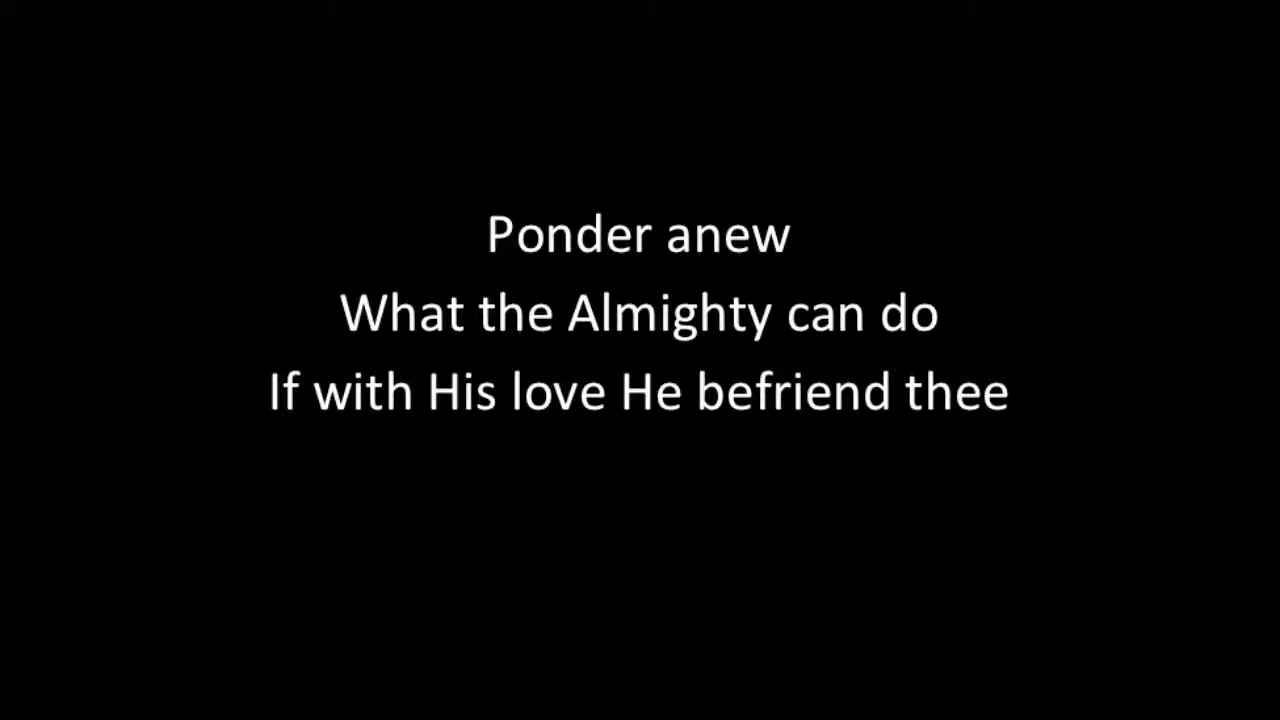 Ponder anew
What the Almighty can do
If with His love He befriend thee